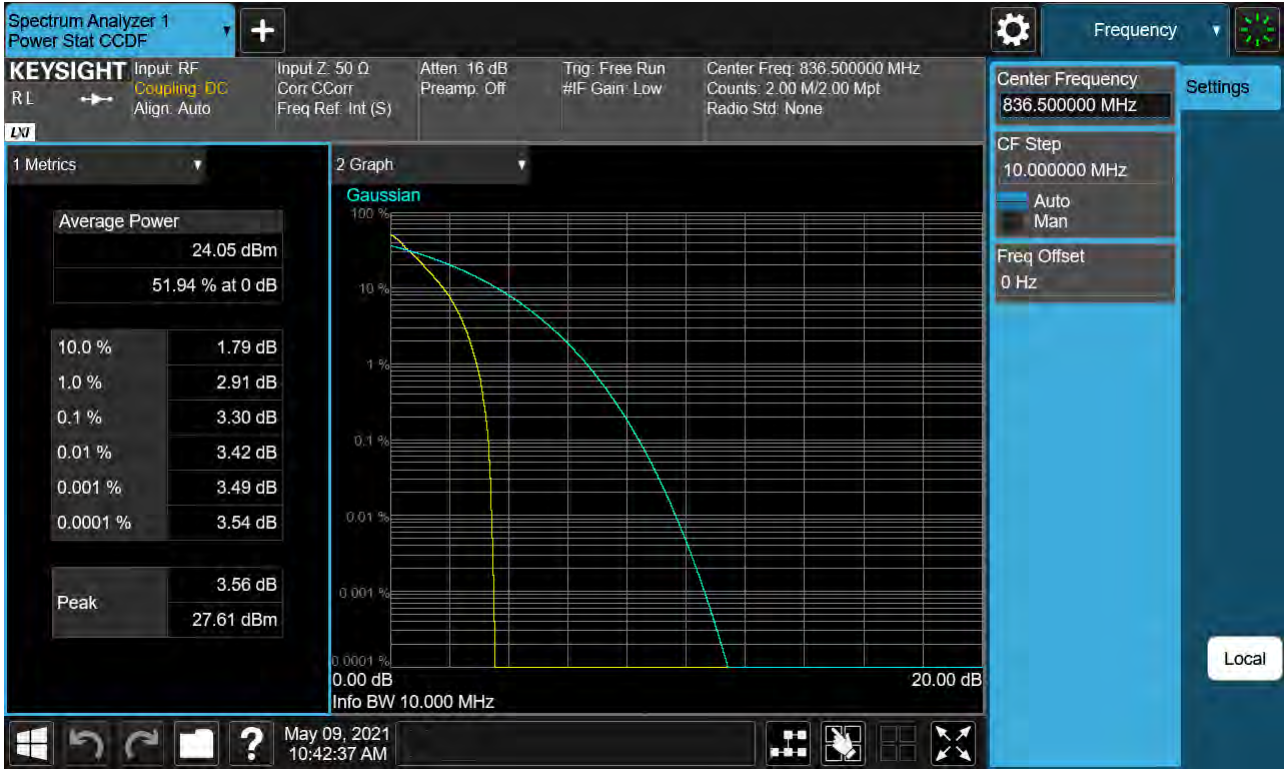 Spectrum Analyzer 1
Power Stat CCDF
Frequency
KEYSIGHT
R L
LXI
Input: RF
Coupling: DC
Align: Auto
Input Z: 50 Ω
Corr CCorr
Freq Ref: Int (S)
Atten: 16 dB
Preamp: Off
Trig: Free Run
#IF Gain: Low
Center Freq: 836.500000 MHz
Counts: 2.00 M/2.00 Mpt
Radio Std: None
Center Frequency
836.500000 MHz
Settings
CF Step
10.000000 MHz
Auto
Man
Freq Offset
0 Hz
1 Metrics
Average Power
24.05 dBm
51.94 % at 0 dB
10.0 % 1.79 dB
1.0 % 2.91 dB
0.1 % 3.30 dB
0.01 % 3.42 dB
0.001 % 3.49 dB
0.0001 % 3.54 dB
Peak
3.56 dB
27.61 dBm
2 Graph
Gaussian
100 %
10 %
1 %
0.1 %
0.01 %
0.001 %
0.0001 %
0.00 dB
20.00 dB
Info BW 10.000 MHz
Local
?
May 09, 2021
10:42:37 AM